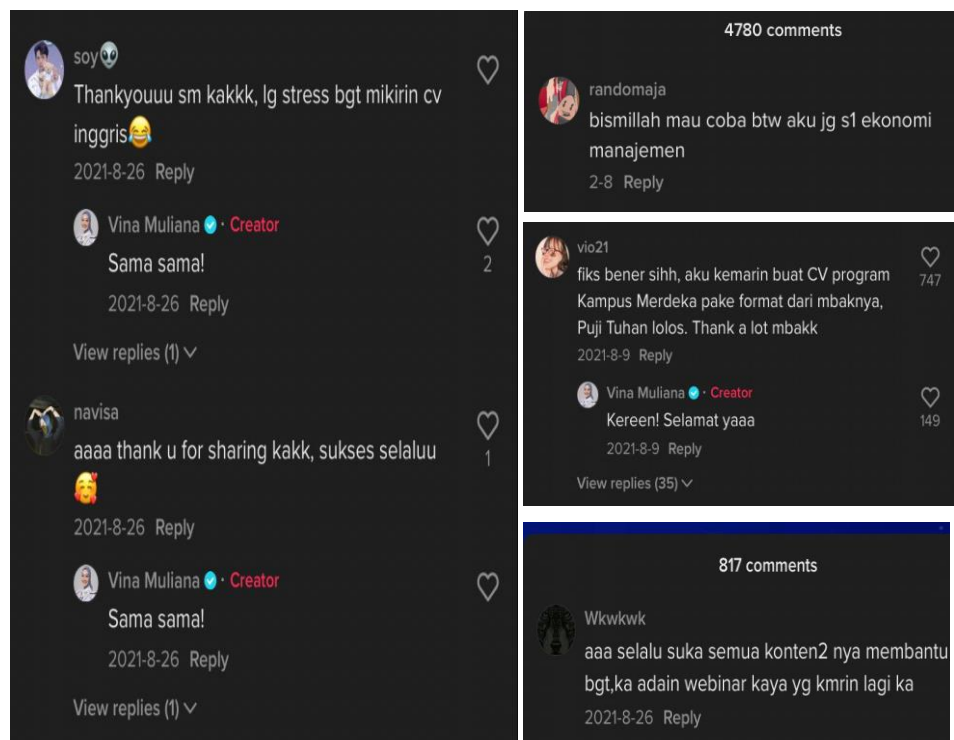 soy👽
Thankyouuu sm kakkk, lg stress bgt mikirin cv
inggris😂
2021-8-26 Reply
Vina Muliana · Creator
Sama sama!
2
2021-8-26 Reply
View replies (1)
navisa
aaaa thank u for sharing kakk, sukses selaluu
🥰
1
2021-8-26 Reply
Vina Muliana · Creator
Sama sama!
2021-8-26 Reply
View replies (1)
4780 comments
randomaja
bismillah mau coba btw aku jg s1 ekonomi
manajemen
2-8 Reply
vio21
fiks bener sihh, aku kemarin buat CV program
747
Kampus Merdeka pake format dari mbaknya,
Puji Tuhan lolos. Thank a lot mbakk
2021-8-9 Reply
Vina Muliana · Creator
Kereen! Selamat yaaa
149
2021-8-9 Reply
View replies (35)
817 comments
Wkwkwk
aaa selalu suka semua konten2 nya membantu
bgt,ka adain webinar kaya yg kmrin lagi ka
2021-8-26 Reply